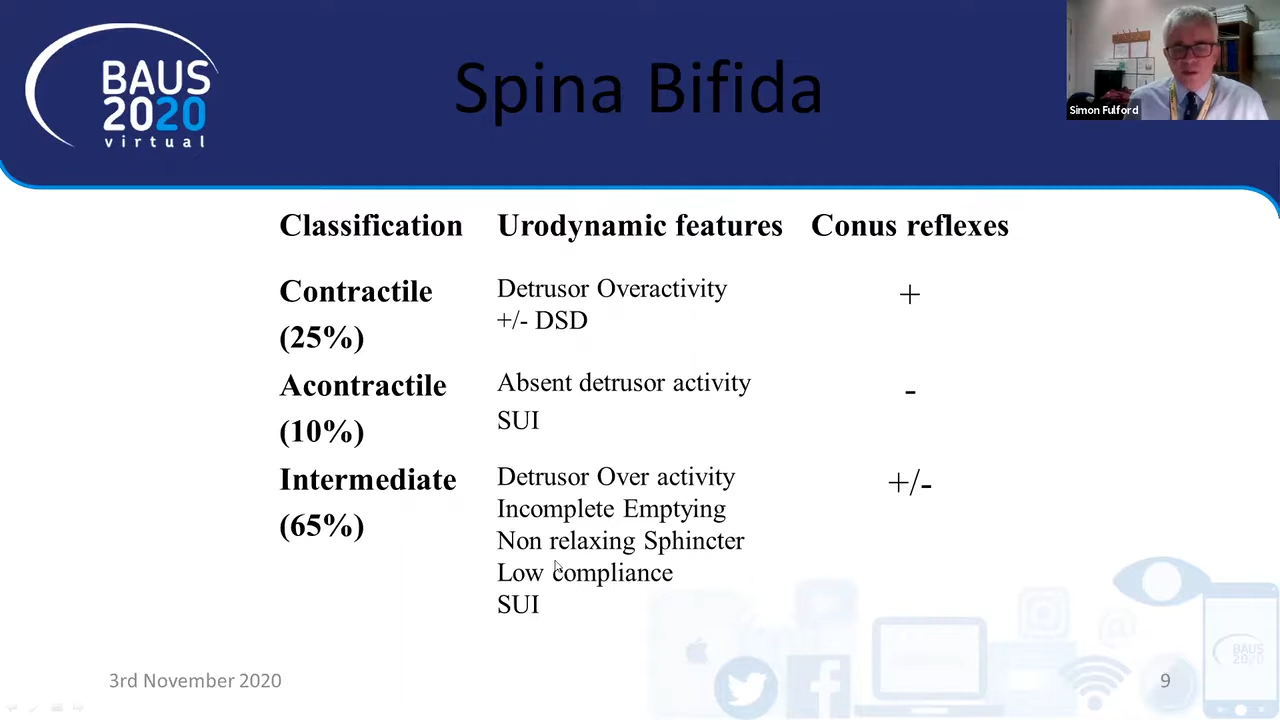 BAUS
2020
virtual
Spina Bifida
Simon Fulford
Classification Urodynamic features Conus reflexes
Contractile Detrusor Overactivity +
(25%) +/- DSD
Acontractile Absent detrusor activity -
(10%) SUI
Intermediate Detrusor Over activity +/-
(65%) Incomplete Emptying
Non relaxing Sphincter
Low compliance
SUI
BAUS
2020
3rd November 2020 9